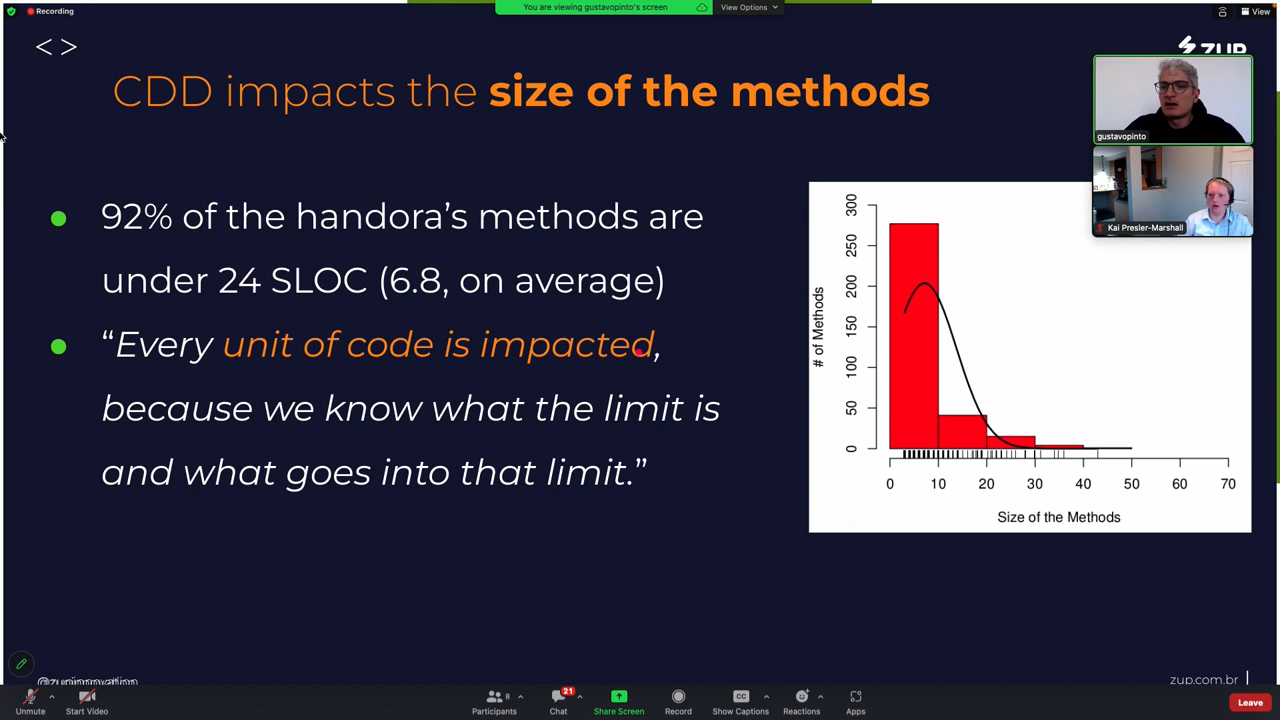 Recording
You are viewing gustavopinto's screen
View Options
View
< >
ZUP
CDD impacts the size of the methods
gustavopinto
Kai Presler-Marshall
92% of the handora's methods are
under 24 SLOC (6.8, on average)
“Every unit of code is impacted,
because we know what the limit is
and what goes into that limit.”
# of Methods
300
250
200
150
100
50
0
0 10 20 30 40 50 60 70
Size of the Methods
@zupinnovation
zup.com.br
Unmute
Start Video
Participants
8
Chat
21
Share Screen
Record
CC
Show Captions
Reactions
Apps
Leave